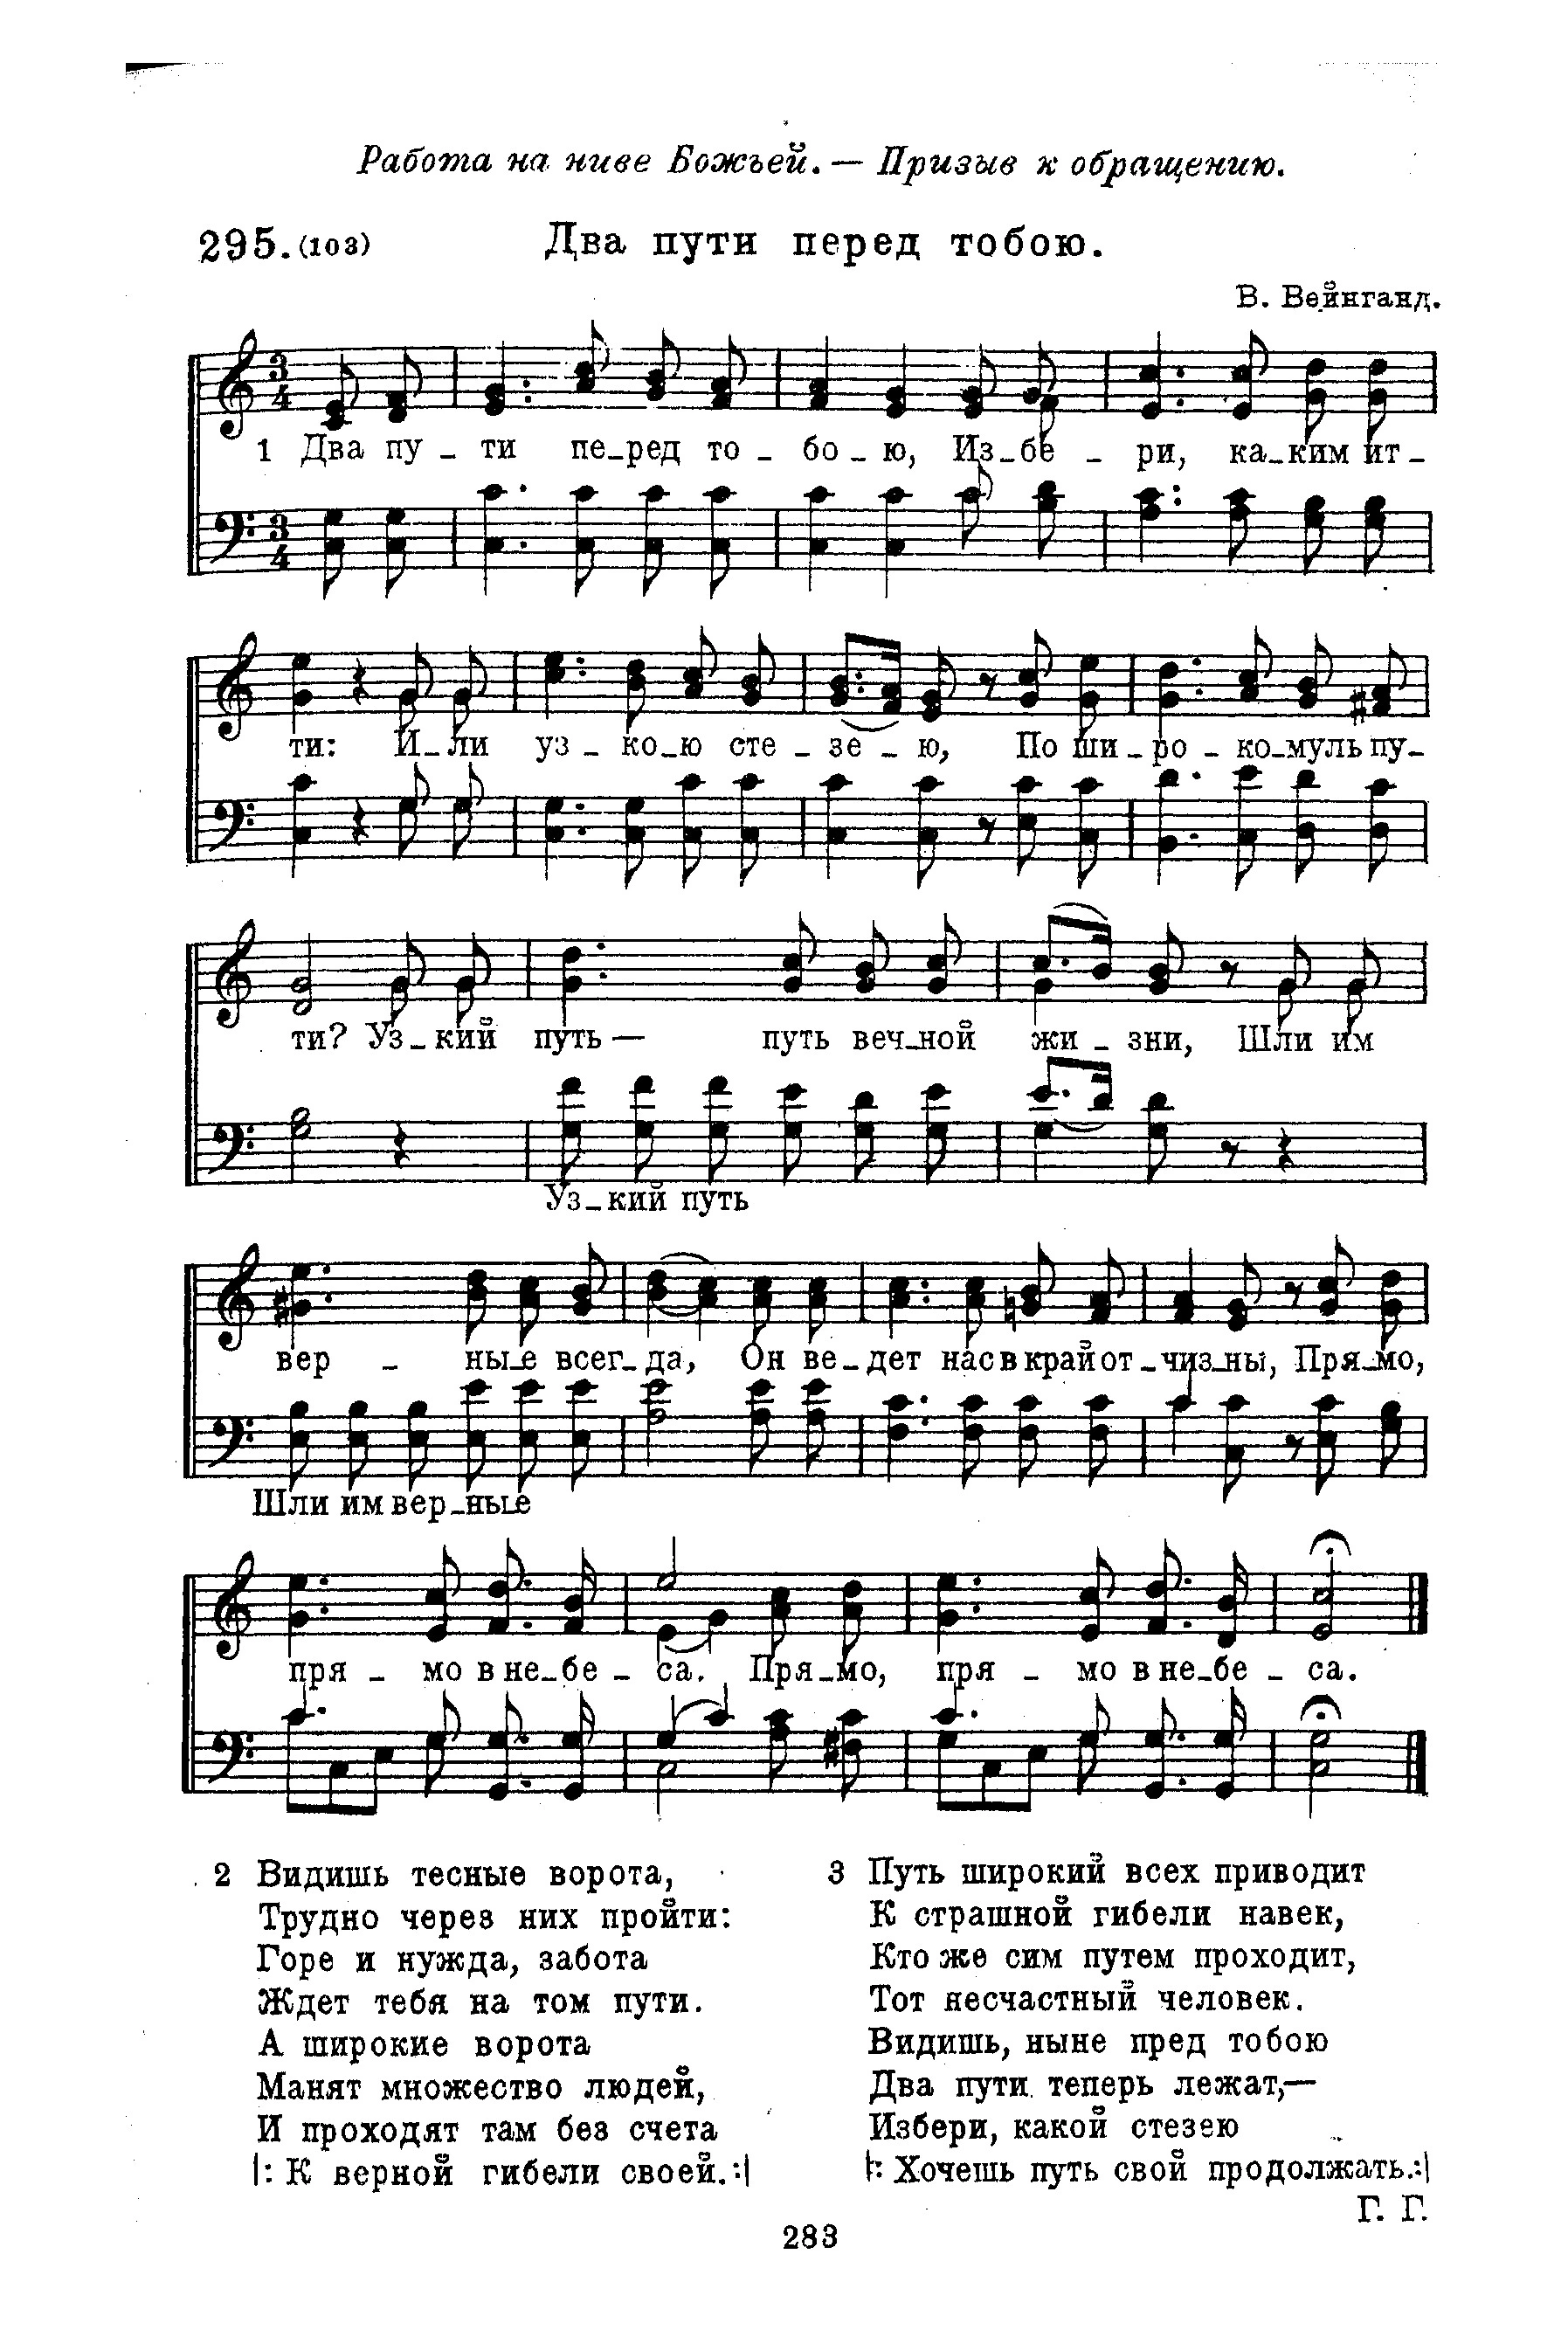 Работа на ниве Божьей. — Призыв к обращению.
295. (103) Два пути перед тобою.
В. Вейнганд.
1 Два пу - ти пе-ред то - бо - ю, Из-бе - ри, ка-ким ит -
ти: И-ли уз - ко-ю сте - зе - ю, По ши - ро - ко-муль пу-
ти? Уз-кий путь — путь веч-ной жи - зни, Шли им
Уз-кий путь
вер - ны-е всег-да, Он ве-дет нас в край от-чиз-ны, Пря-мо,
Шли им вер-ны-е
пря - мо в не-бе - са. Пря-мо, пря - мо в не-бе - са.
2 Видишь тесные ворота,
Трудно через них пройти:
Горе и нужда, забота
Ждет тебя на том пути.
А широкие ворота
Манят множество людей,
И проходят там без счета
|: К верной гибели своей. :|
3 Путь широкий всех приводит
К страшной гибели навек,
Кто же сим путем проходит,
Тот несчастный человек.
Видишь, ныне пред тобою
Два пути теперь лежат,—
Избери, какой стезею
|: Хочешь путь свой продолжать. :|
Г. Г.
283